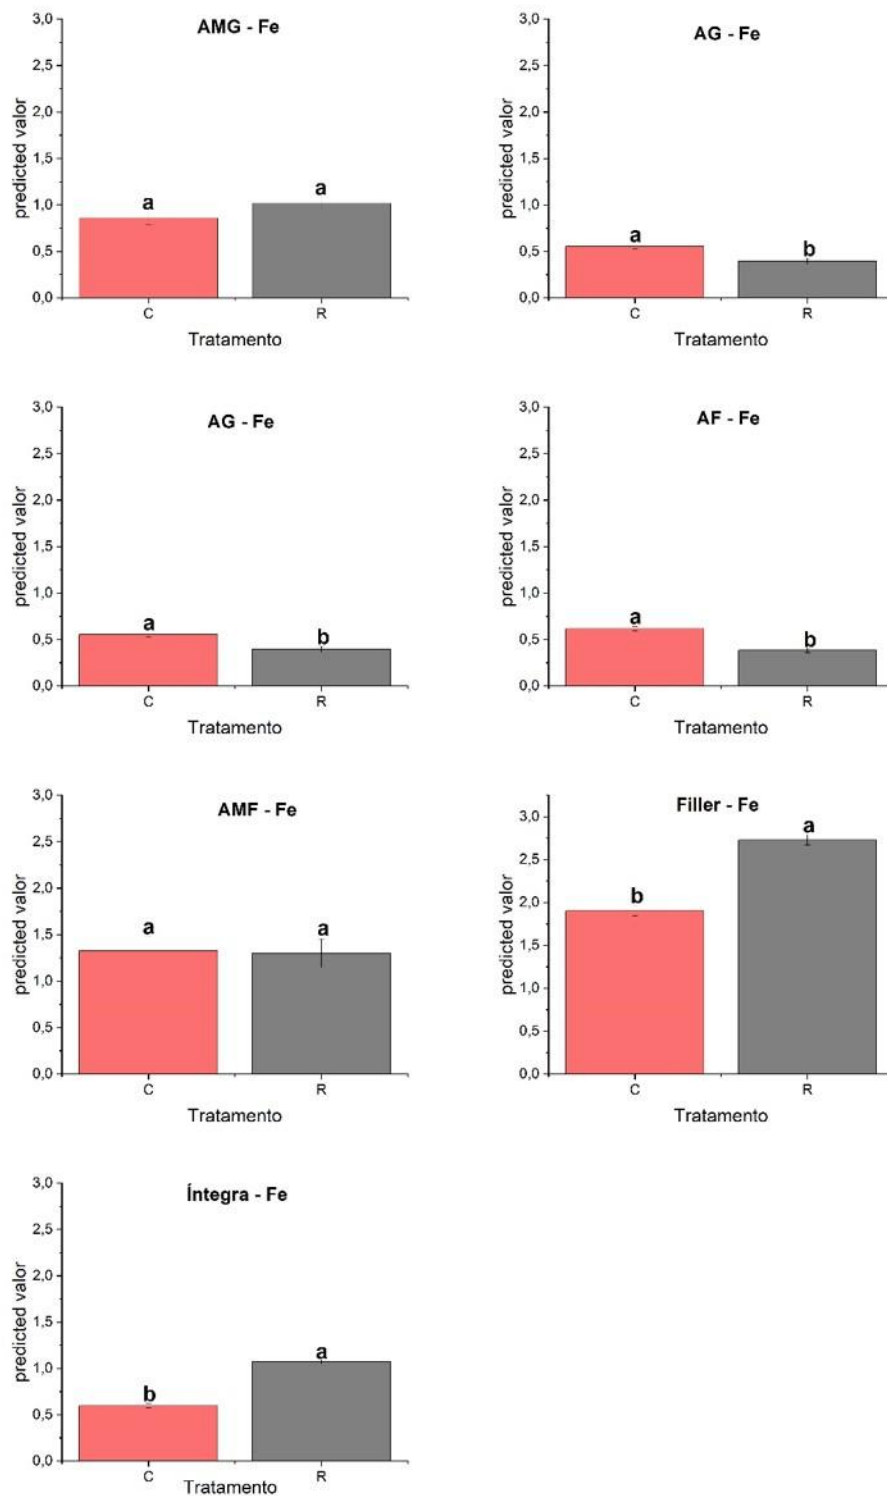 AMG - Fe
predicted valor
3,0
2,5
2,0
1,5
1,0
0,5
0,0
a
a
C
R
Tratamento
AG - Fe
predicted valor
3,0
2,5
2,0
1,5
1,0
0,5
0,0
a
b
C
R
Tratamento
AG - Fe
predicted valor
3,0
2,5
2,0
1,5
1,0
0,5
0,0
a
b
C
R
Tratamento
AF - Fe
predicted valor
3,0
2,5
2,0
1,5
1,0
0,5
0,0
a
b
C
R
Tratamento
AMF - Fe
predicted valor
3,0
2,5
2,0
1,5
1,0
0,5
0,0
a
a
C
R
Tratamento
Filler - Fe
predicted valor
3,0
2,5
2,0
1,5
1,0
0,5
0,0
b
a
C
R
Tratamento
Íntegra - Fe
predicted valor
3,0
2,5
2,0
1,5
1,0
0,5
0,0
b
a
C
R
Tratamento